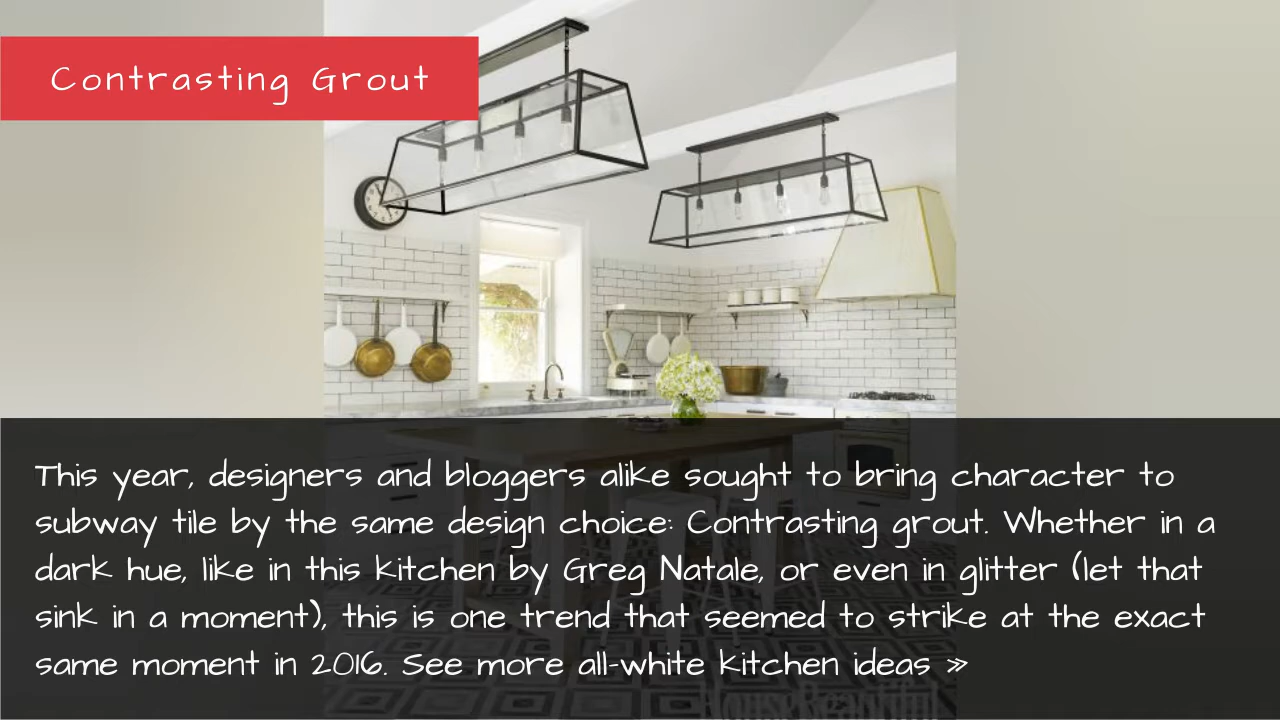 Contrasting Grout
This year, designers and bloggers alike sought to bring character to
subway tile by the same design choice: Contrasting grout. Whether in a
dark hue, like in this kitchen by Greg Natale, or even in glitter (let that
sink in a moment), this is one trend that seemed to strike at the exact
same moment in 2016. See more all-white kitchen ideas »
House Beautiful